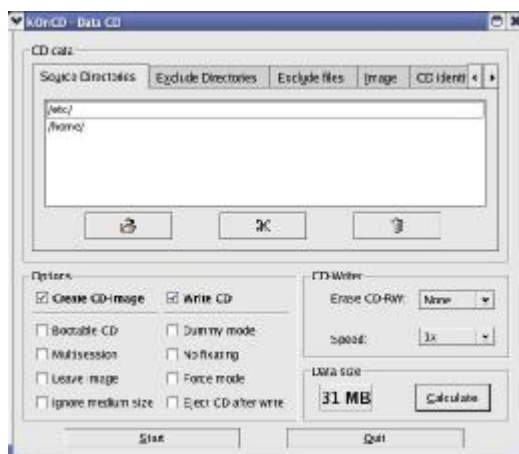 KOnCD - Data CD
CD data
Source Directories Exclude Directories Exclude files Image CD identi
/etc/
/home/
Options
Create CD-Image Write CD
Bootable CD Dummy mode
Multisession No fixating
Leave image Force mode
Ignore medium size Eject CD after write
CD-Writer
Erase CD-RW: None
Speed: 1x
Data size
31 MB Calculate
Start Quit